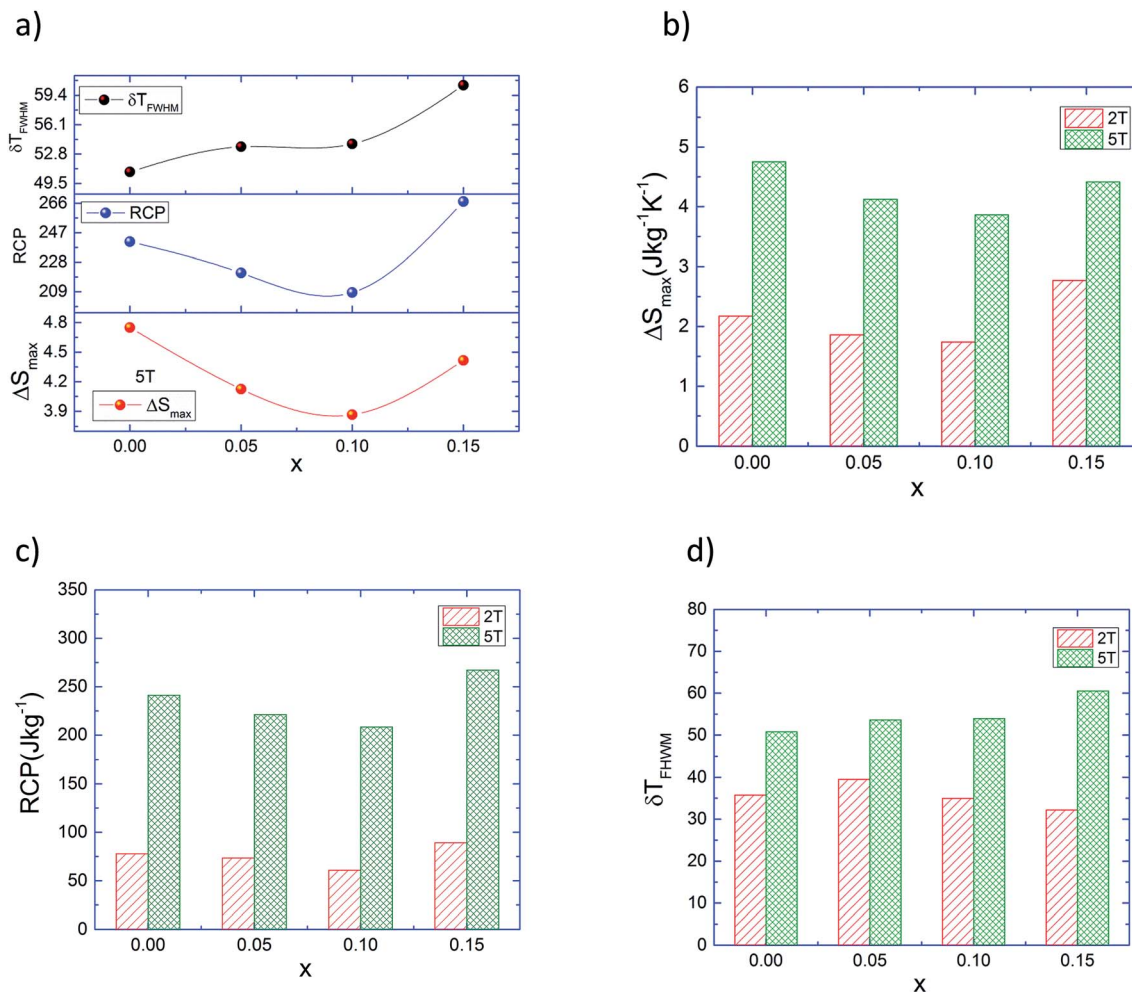 a)
δT_FWHM
59.4
56.1
52.8
49.5
δT_FWHM
RCP
266
247
228
209
RCP
ΔS_max
4.8
4.5
4.2
3.9
5T
ΔS_max
0.00 0.05 0.10 0.15
x
b)
ΔS_max(Jkg⁻¹K⁻¹)
6
5
4
3
2
1
0
2T
5T
0.00 0.05 0.10 0.15
x
c)
RCP(Jkg⁻¹)
350
300
250
200
150
100
50
0
2T
5T
0.00 0.05 0.10 0.15
x
d)
δT_FHWM
80
70
60
50
40
30
20
10
0
2T
5T
0.00 0.05 0.10 0.15
x